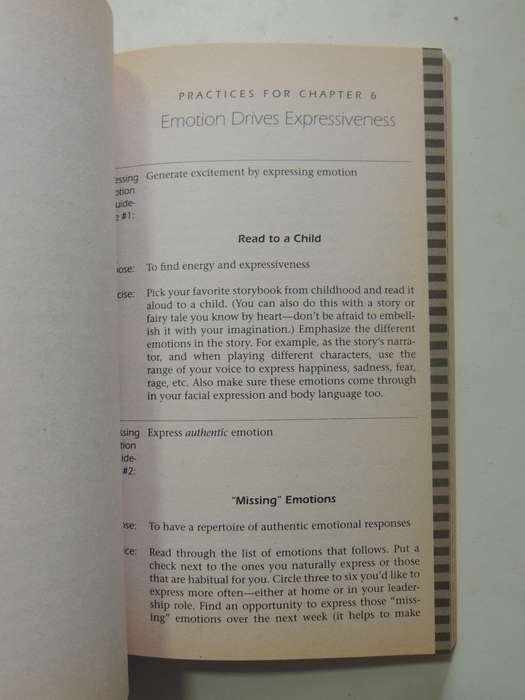 PRACTICES FOR CHAPTER 6
Emotion Drives Expressiveness
Generate excitement by expressing emotion
#1:
Read to a Child
To find energy and expressiveness
Pick your favorite storybook from childhood and read it
aloud to a child. (You can also do this with a story or
fairy tale you know by heart—don't be afraid to embell-
ish it with your imagination.) Emphasize the different
emotions in the story. For example, as the story's narra-
tor, and when playing different characters, use the
range of your voice to express happiness, sadness, fear,
rage, etc. Also make sure these emotions come through
in your facial expression and body language too.
ssing Express authentic emotion
tion
ide-
#2:
"Missing" Emotions
ose: To have a repertoire of authentic emotional responses
ice: Read through the list of emotions that follows. Put a
check next to the ones you naturally express or those
that are habitual for you. Circle three to six you'd like to
express more often—either at home or in your leader-
ship role. Find an opportunity to express those "miss-
ing" emotions over the next week (it helps to make